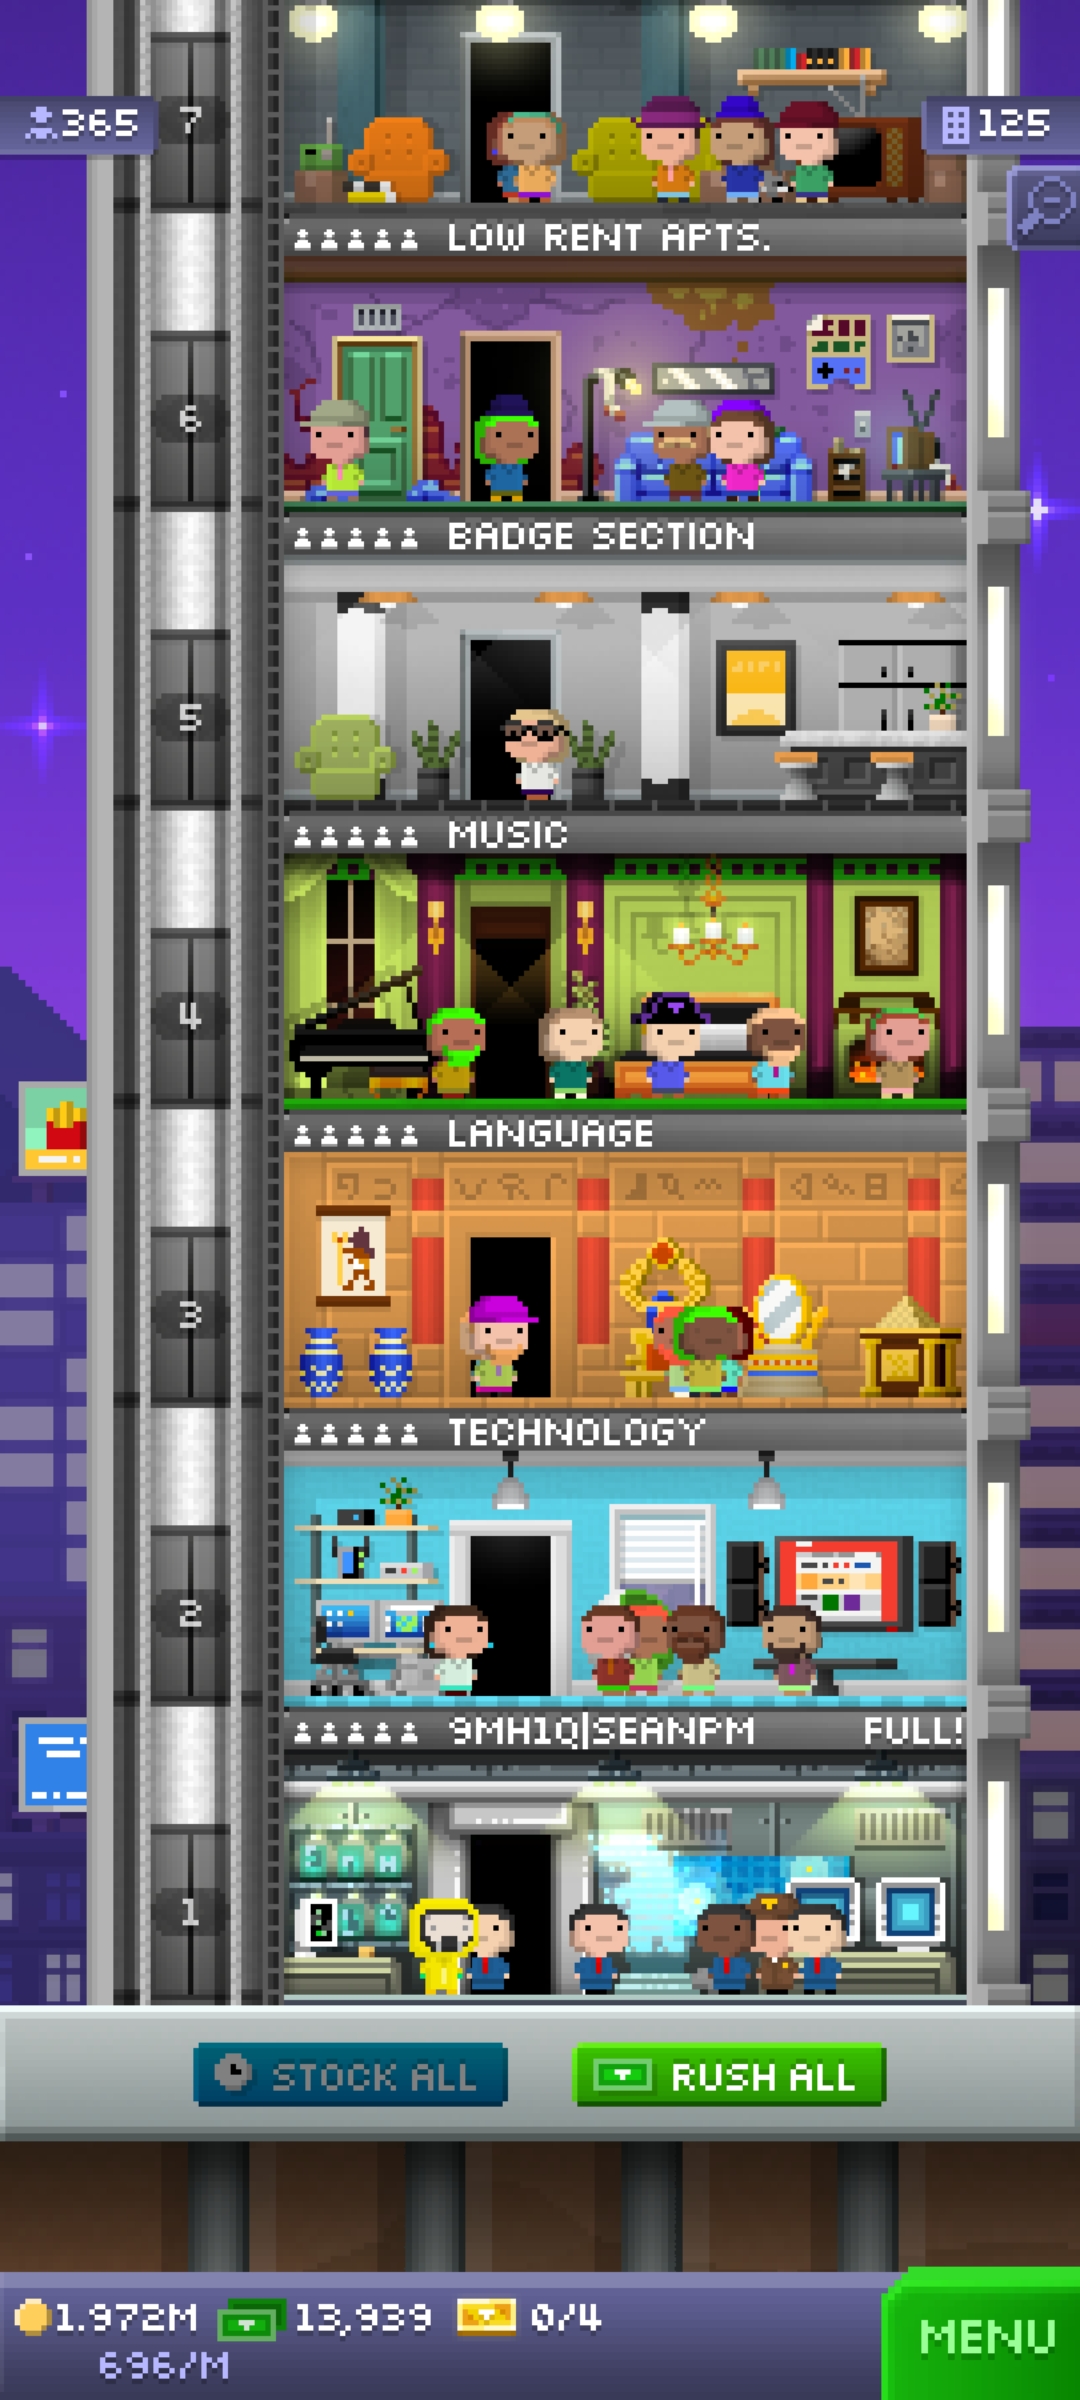 365
7
125
LOW RENT APTS.
6
BADGE SECTION
5
MUSIC
4
LANGUAGE
3
TECHNOLOGY
2
9MH1Q|SEANPM FULL!
1
STOCK ALL
RUSH ALL
1.972M 13,939 0/4
696/M
MENU